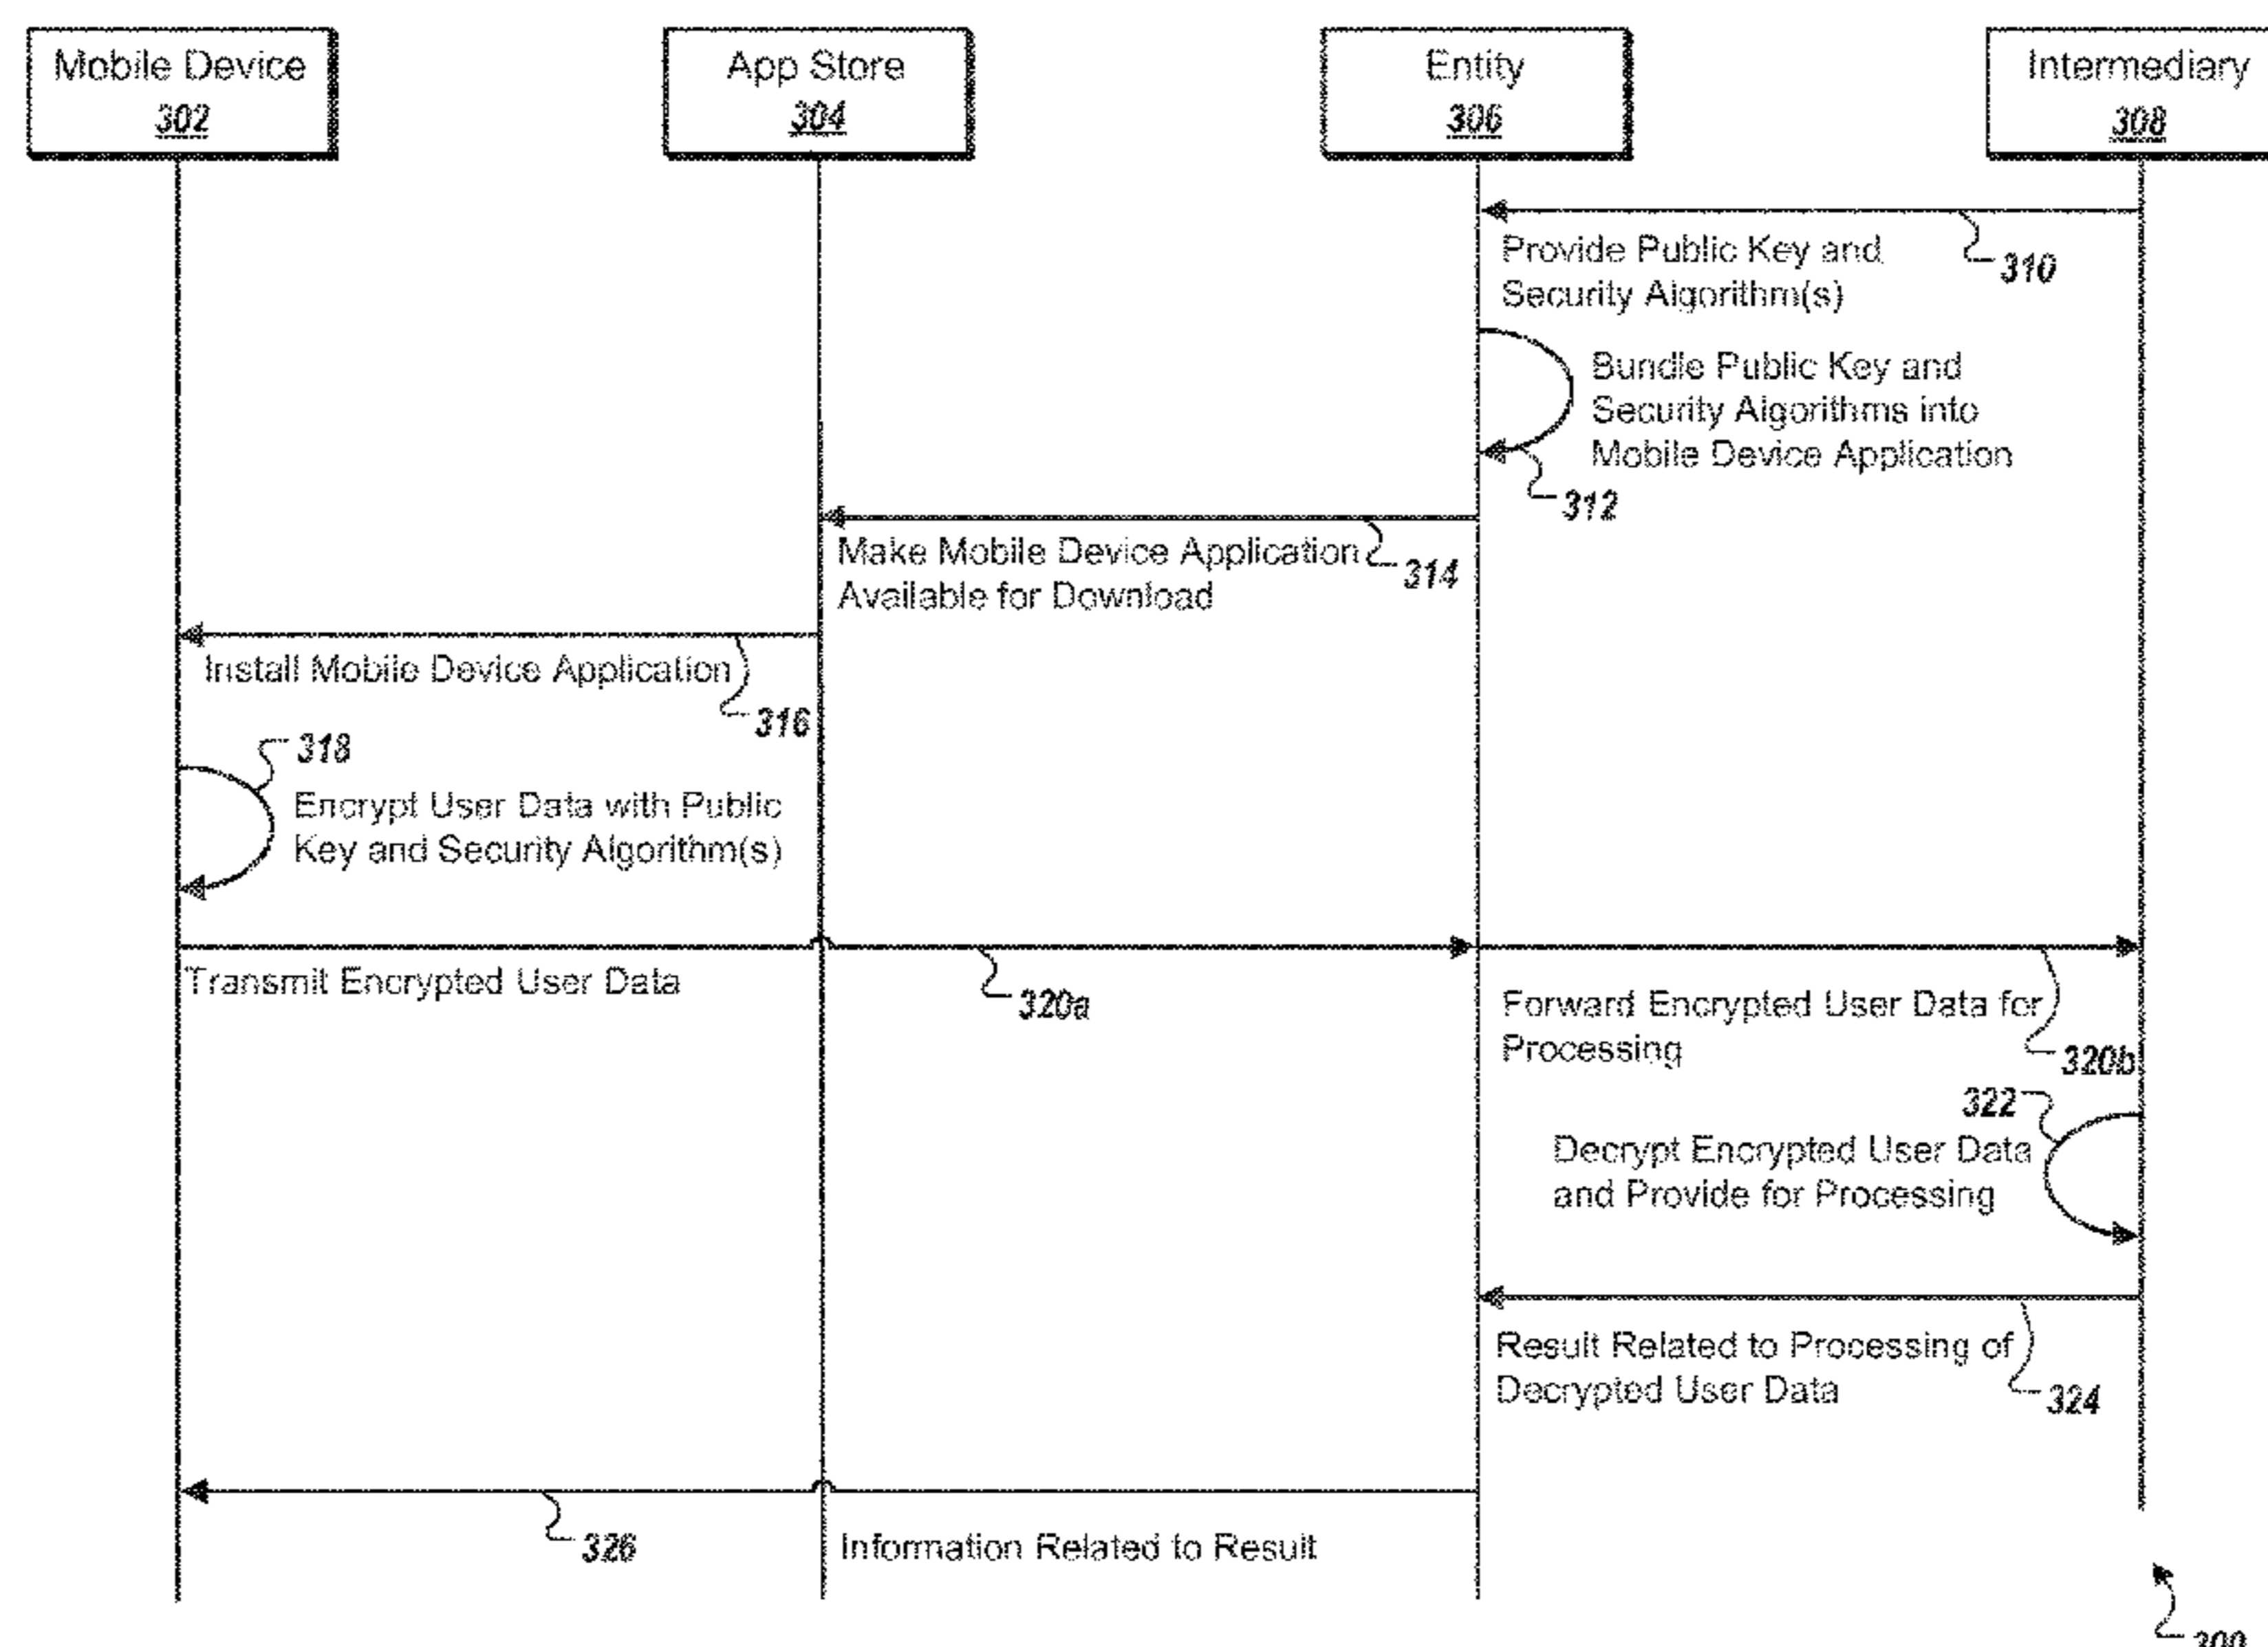 Mobile Device
302
App Store
304
Entity
306
Intermediary
308
Provide Public Key and
Security Algorithm(s)
310
Bundle Public Key and
Security Algorithms into
Mobile Device Application
312
Make Mobile Device Application
Available for Download
314
Install Mobile Device Application
316
318
Encrypt User Data with Public
Key and Security Algorithm(s)
Transmit Encrypted User Data
320a
Forward Encrypted User Data for
Processing
320b
322
Decrypt Encrypted User Data
and Provide for Processing
Result Related to Processing of
Decrypted User Data
324
326
Information Related to Result
300